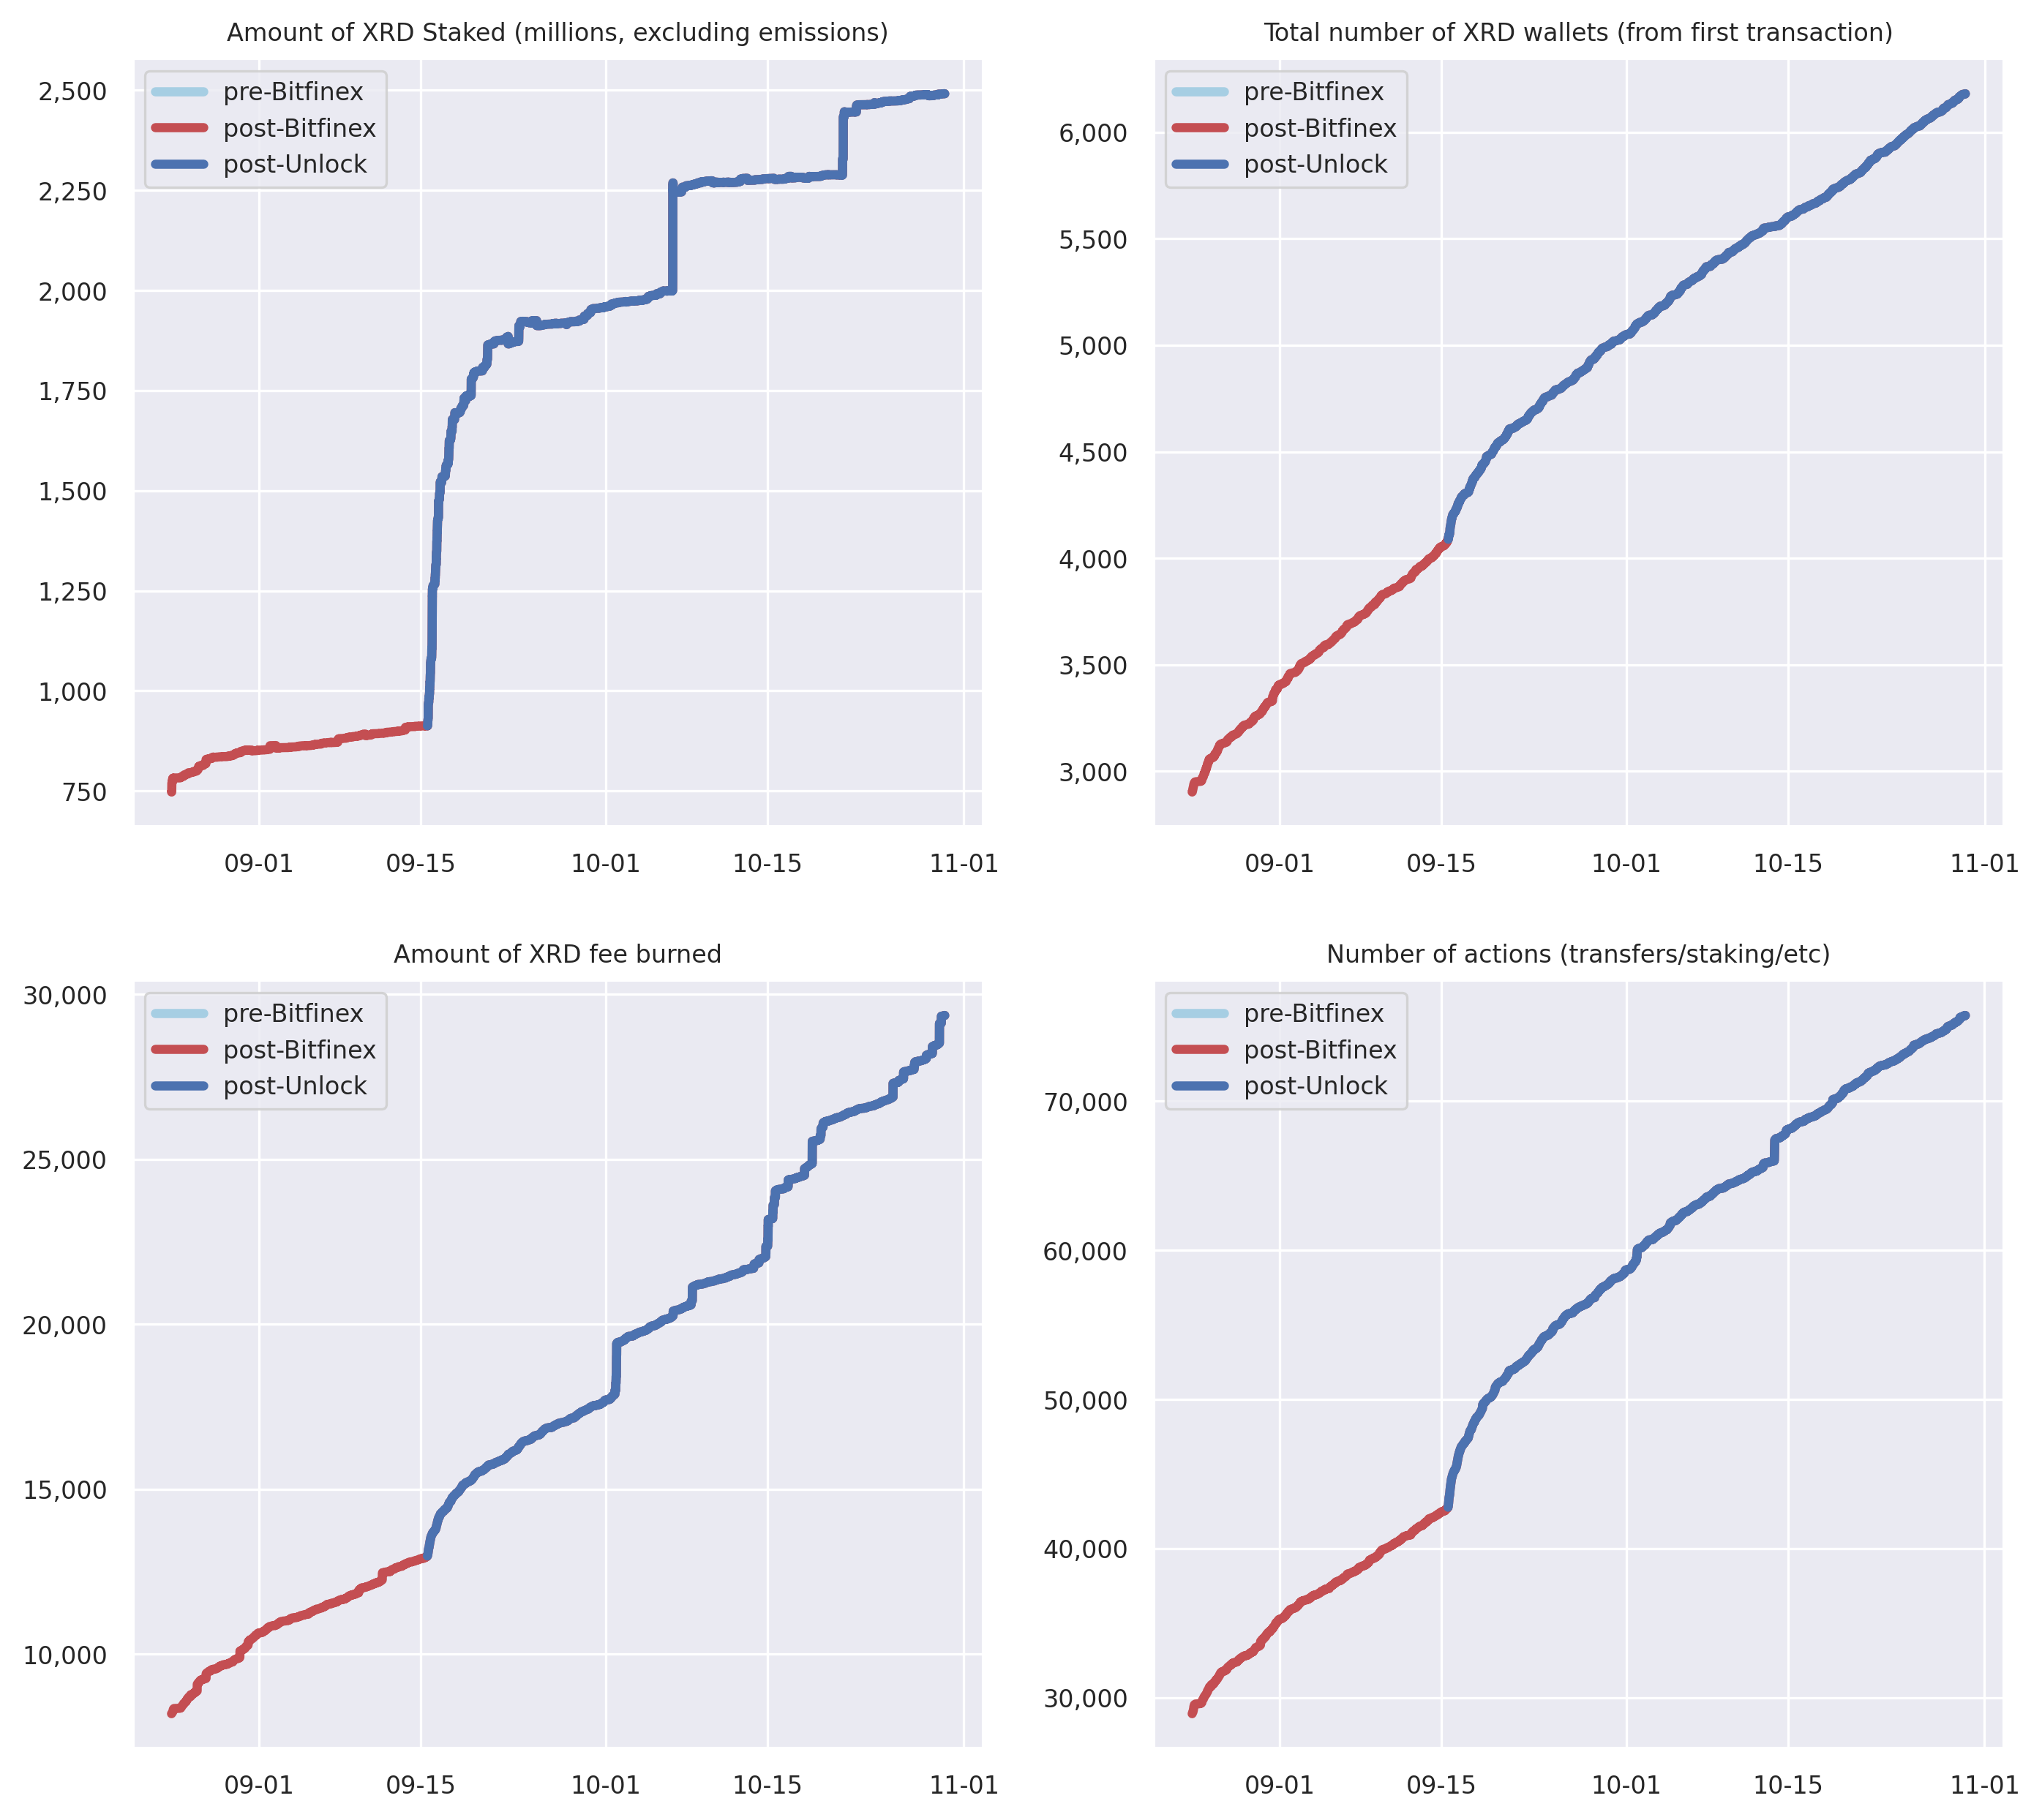 Amount of XRD Staked (millions, excluding emissions)
pre-Bitfinex
post-Bitfinex
post-Unlock
2,500
2,250
2,000
1,750
1,500
1,250
1,000
750
09-01 09-15 10-01 10-15 11-01
Total number of XRD wallets (from first transaction)
pre-Bitfinex
post-Bitfinex
post-Unlock
6,000
5,500
5,000
4,500
4,000
3,500
3,000
09-01 09-15 10-01 10-15 11-01
Amount of XRD fee burned
pre-Bitfinex
post-Bitfinex
post-Unlock
30,000
25,000
20,000
15,000
10,000
09-01 09-15 10-01 10-15 11-01
Number of actions (transfers/staking/etc)
pre-Bitfinex
post-Bitfinex
post-Unlock
70,000
60,000
50,000
40,000
30,000
09-01 09-15 10-01 10-15 11-01